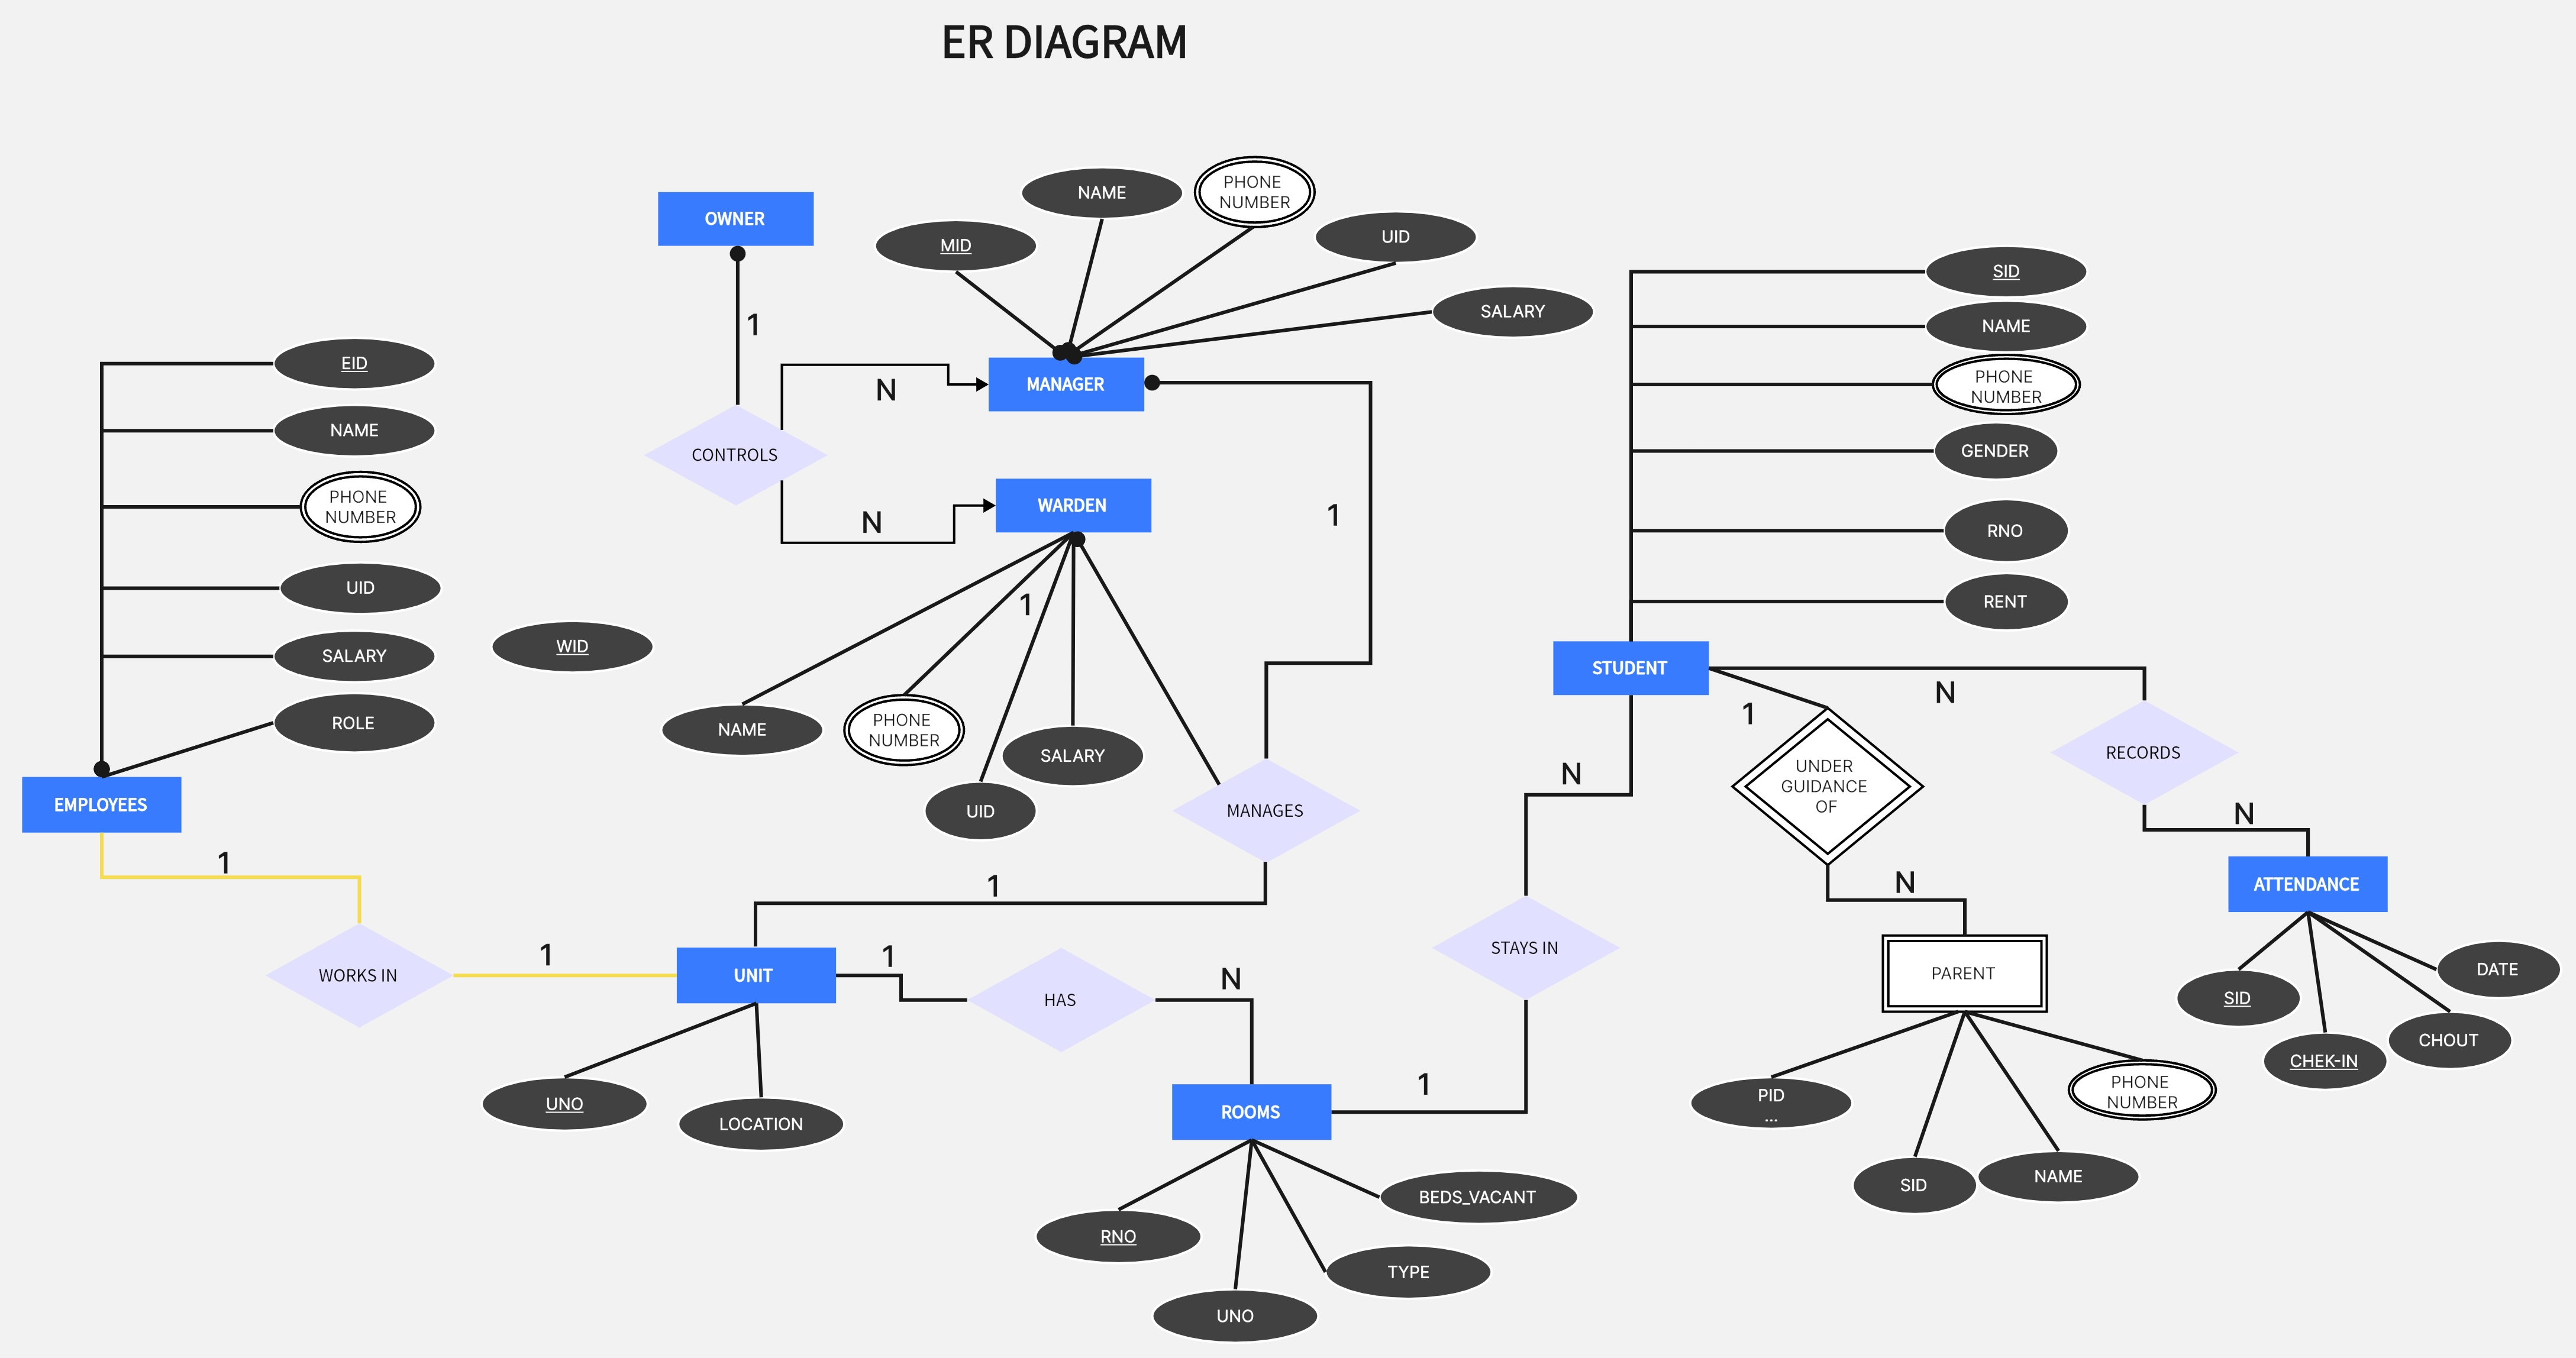 ER DIAGRAM
OWNER
1
CONTROLS
N
N
MID
NAME
PHONE
NUMBER
UID
SALARY
MANAGER
1
WARDEN
1
WID
NAME
PHONE
NUMBER
UID
SALARY
MANAGES
1
EID
NAME
PHONE
NUMBER
UID
SALARY
ROLE
EMPLOYEES
1
WORKS IN
1
UNIT
UNO
LOCATION
1
HAS
N
ROOMS
RNO
UNO
TYPE
BEDS_VACANT
1
STAYS IN
N
SID
NAME
PHONE
NUMBER
GENDER
RNO
RENT
STUDENT
1
UNDER
GUIDANCE
OF
N
PARENT
PID
...
SID
NAME
PHONE
NUMBER
N
RECORDS
N
ATTENDANCE
SID
CHEK-IN
CHOUT
DATE